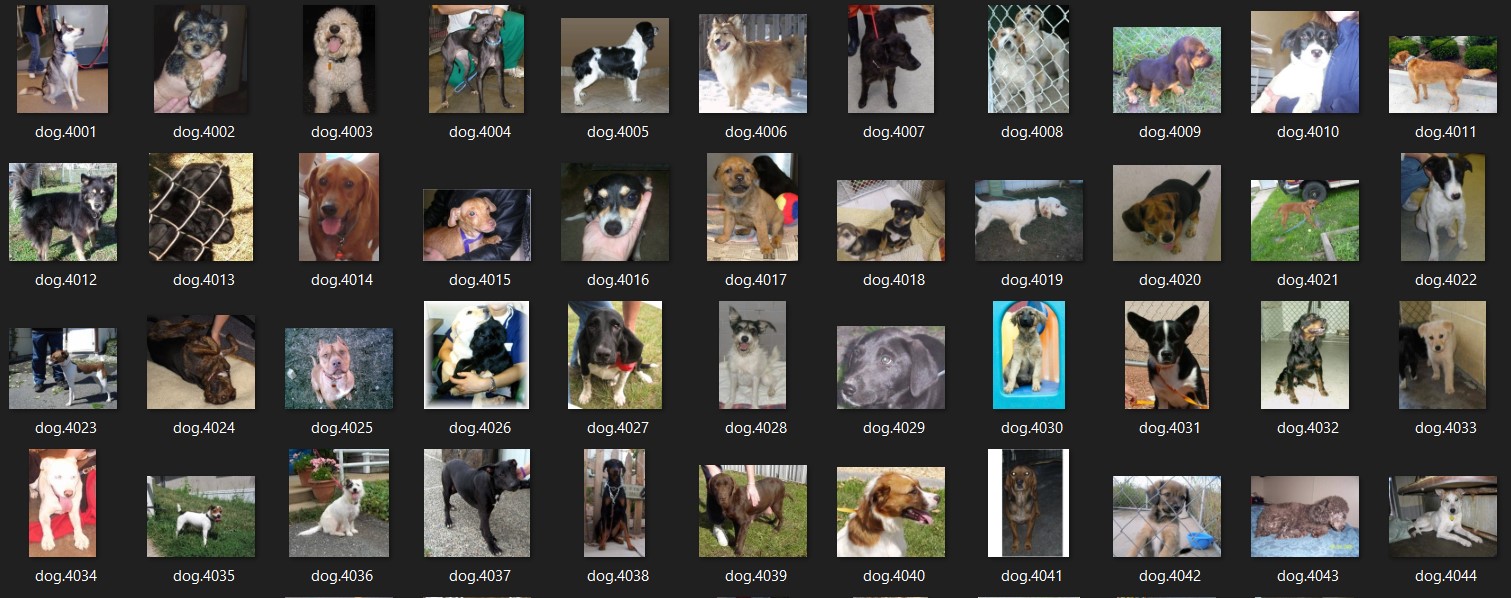 dog.4001 dog.4002 dog.4003 dog.4004 dog.4005 dog.4006 dog.4007 dog.4008 dog.4009 dog.4010 dog.4011
dog.4012 dog.4013 dog.4014 dog.4015 dog.4016 dog.4017 dog.4018 dog.4019 dog.4020 dog.4021 dog.4022
dog.4023 dog.4024 dog.4025 dog.4026 dog.4027 dog.4028 dog.4029 dog.4030 dog.4031 dog.4032 dog.4033
dog.4034 dog.4035 dog.4036 dog.4037 dog.4038 dog.4039 dog.4040 dog.4041 dog.4042 dog.4043 dog.4044